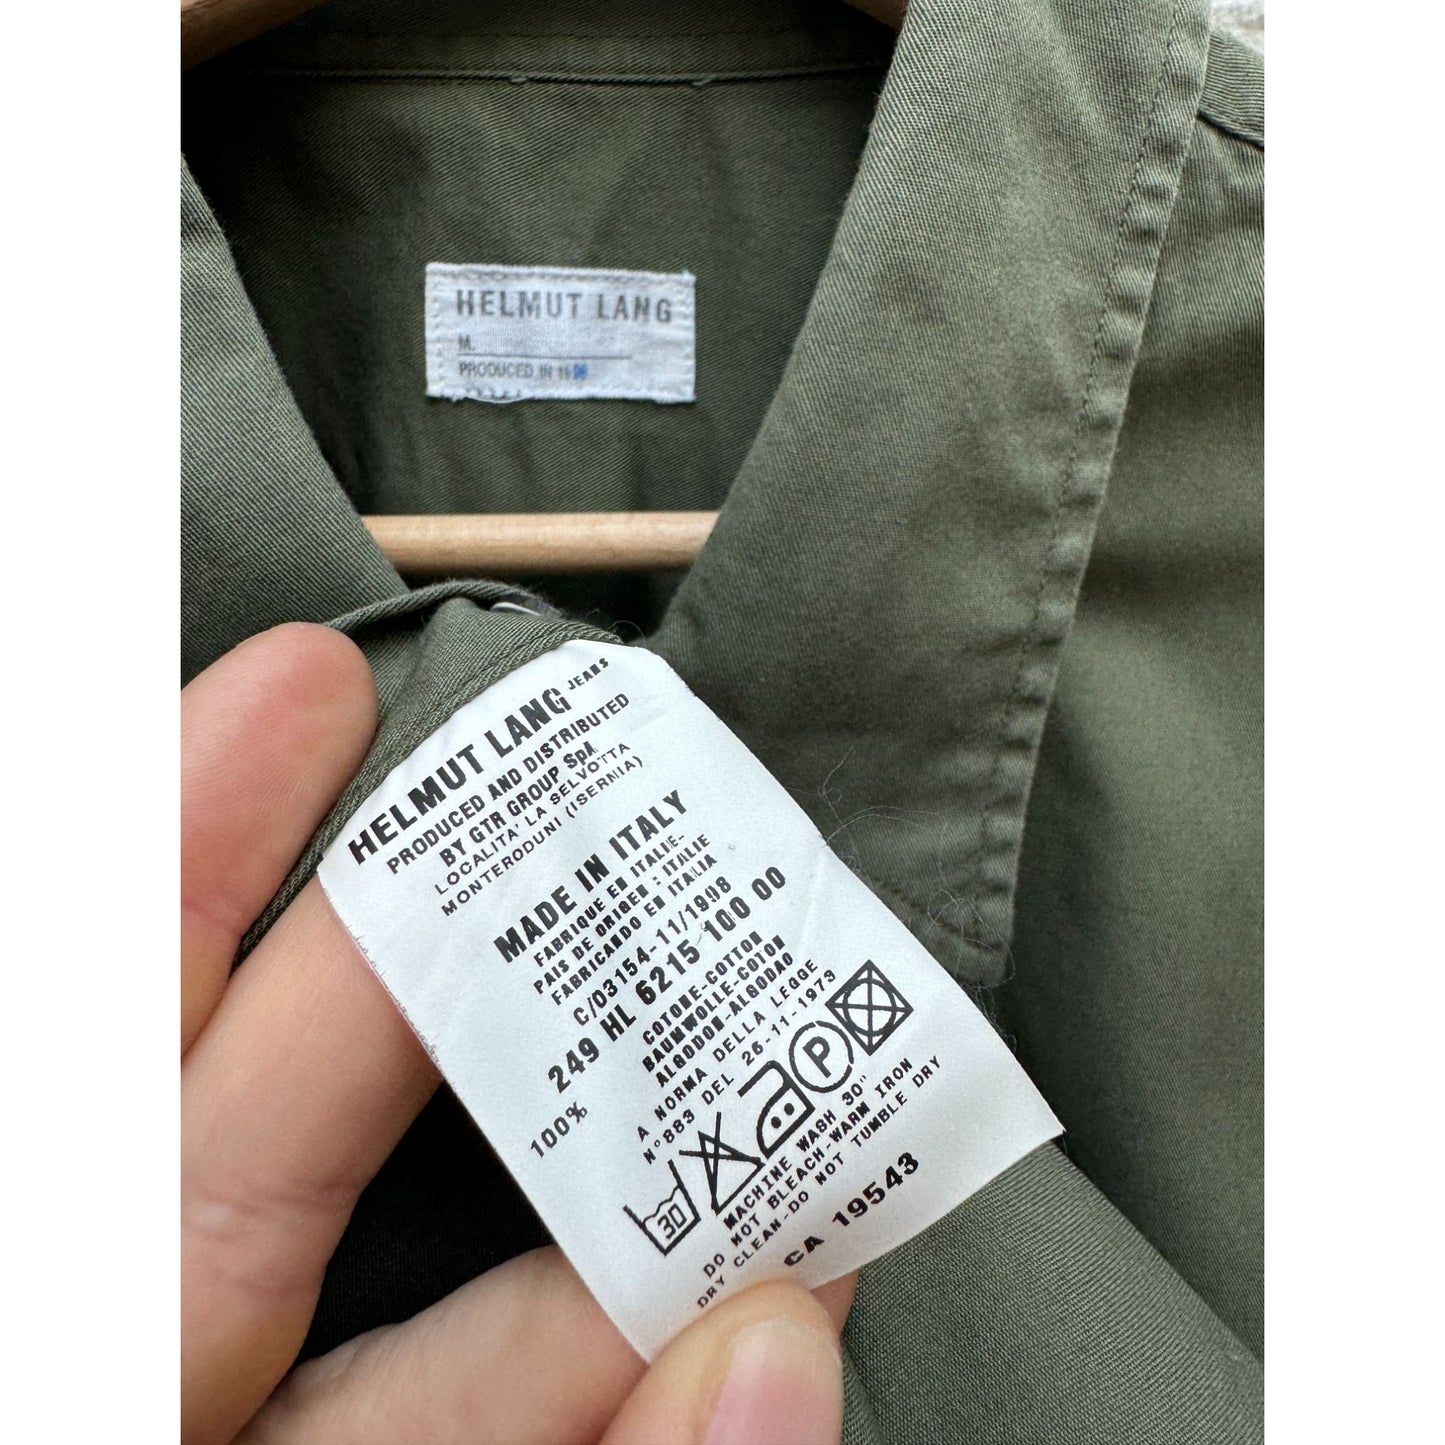 HELMUT LANG
M.
PRODUCED IN 19
HELMUT LANG JEANS
PRODUCED AND DISTRIBUTED
BY GTR GROUP SpA
LOCALITA' LA SELVOTTA
MONTERODUNI (ISERNIA)
MADE IN ITALY
FABRIQUE EN ITALIE-
PAIS DE ORIGEN : ITALIE
FABRICANDO EN ITALIA
C/03154-11/1998
249 HL 6215 100 00
100%
COTONE-COTTON
BAUMWOLLE-COTON
ALGODON-ALGODAO
A NORMA DELLA LEGGE
N°883 DEL 26-11-1973
30
P
MACHINE WASH 30°
DO NOT BLEACH-WARM IRON
DRY CLEAN-DO NOT TUMBLE DRY
CA 19543